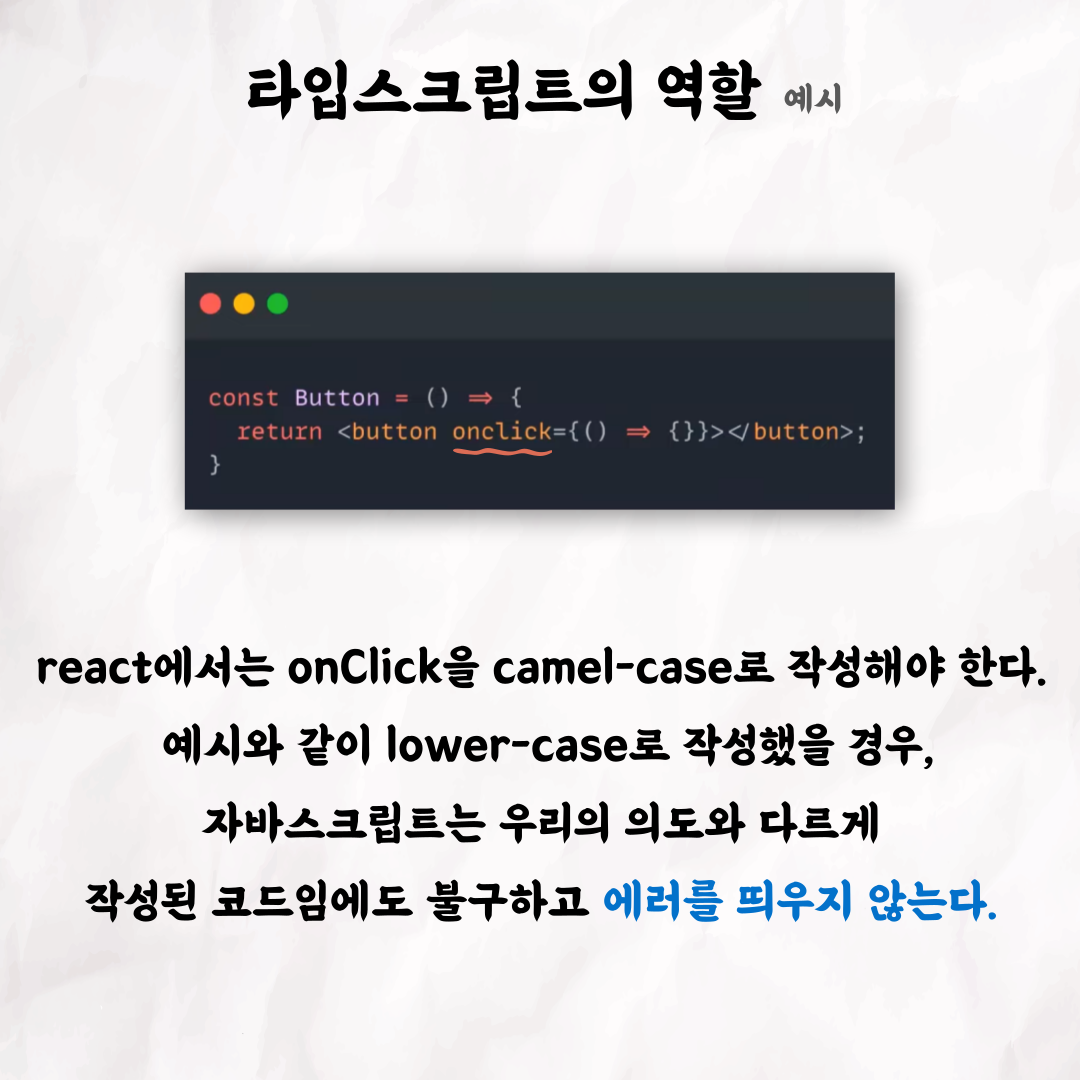 타입스크립트의 역할 예시
const Button = () => {
return <button onclick={() => {}}></button>;
}
react에서는 onClick을 camel-case로 작성해야 한다.
예시와 같이 lower-case로 작성했을 경우,
자바스크립트는 우리의 의도와 다르게
작성된 코드임에도 불구하고 에러를 띄우지 않는다.